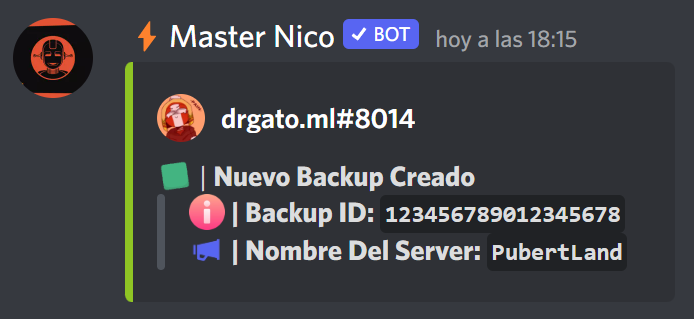 Master Nico BOT hoy a las 18:15
drgato.ml#8014
| Nuevo Backup Creado
| Backup ID: 123456789012345678
| Nombre Del Server: PubertLand